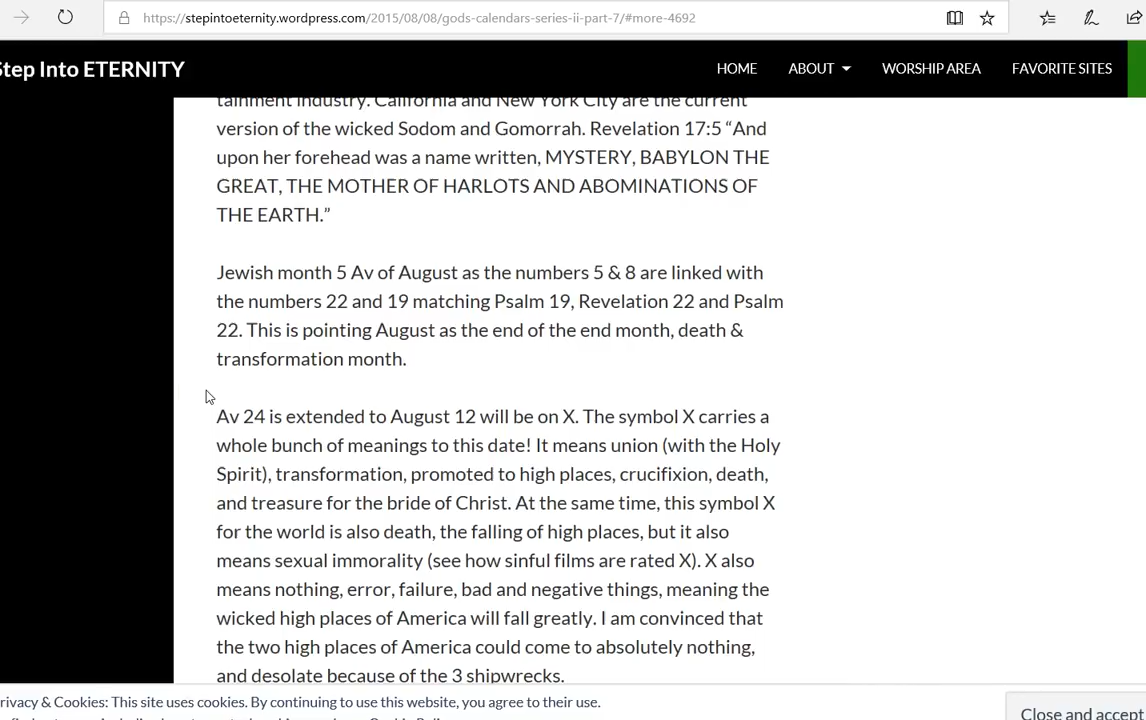 https://stepintoeternity.wordpress.com/2015/08/08/gods-calendars-series-ii-part-7/#more-4692
Step Into ETERNITY
HOME ABOUT WORSHIP AREA FAVORITE SITES
tainment industry. California and New York City are the current
version of the wicked Sodom and Gomorrah. Revelation 17:5 “And
upon her forehead was a name written, MYSTERY, BABYLON THE
GREAT, THE MOTHER OF HARLOTS AND ABOMINATIONS OF
THE EARTH.”
Jewish month 5 Av of August as the numbers 5 & 8 are linked with
the numbers 22 and 19 matching Psalm 19, Revelation 22 and Psalm
22. This is pointing August as the end of the end month, death &
transformation month.
Av 24 is extended to August 12 will be on X. The symbol X carries a
whole bunch of meanings to this date! It means union (with the Holy
Spirit), transformation, promoted to high places, crucifixion, death,
and treasure for the bride of Christ. At the same time, this symbol X
for the world is also death, the falling of high places, but it also
means sexual immorality (see how sinful films are rated X). X also
means nothing, error, failure, bad and negative things, meaning the
wicked high places of America will fall greatly. I am convinced that
the two high places of America could come to absolutely nothing,
and desolate because of the 3 shipwrecks.
rivacy & Cookies: This site uses cookies. By continuing to use this website, you agree to their use.
Close and accept